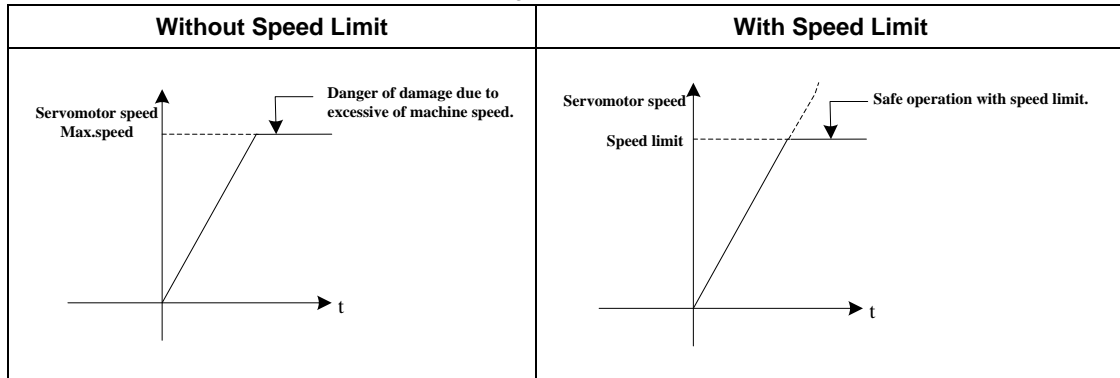 Without Speed Limit
With Speed Limit
Servomotor speed
Max.speed
Danger of damage due to
excessive of machine speed.
t
Servomotor speed
Speed limit
Safe operation with speed limit.
t